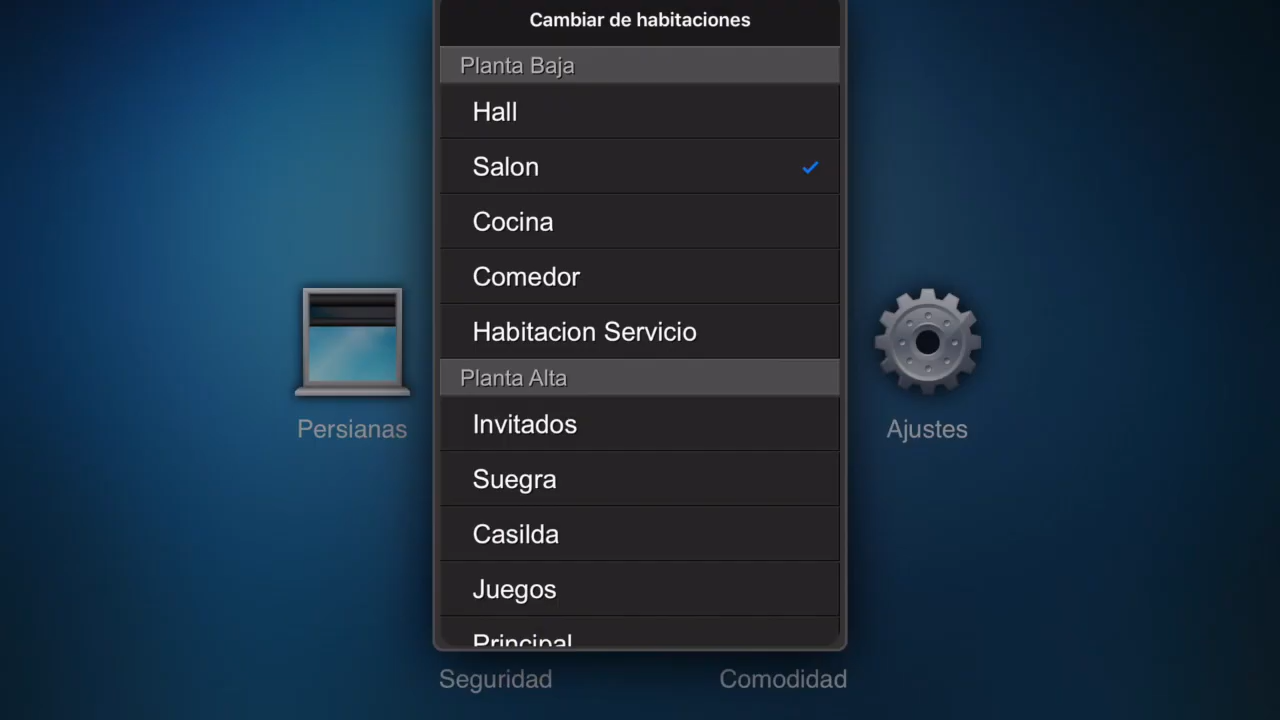 Cambiar de habitaciones
Planta Baja
Hall
Salon
Cocina
Comedor
Habitacion Servicio
Planta Alta
Invitados
Suegra
Casilda
Juegos
Principal
Persianas
Ajustes
Seguridad
Comodidad